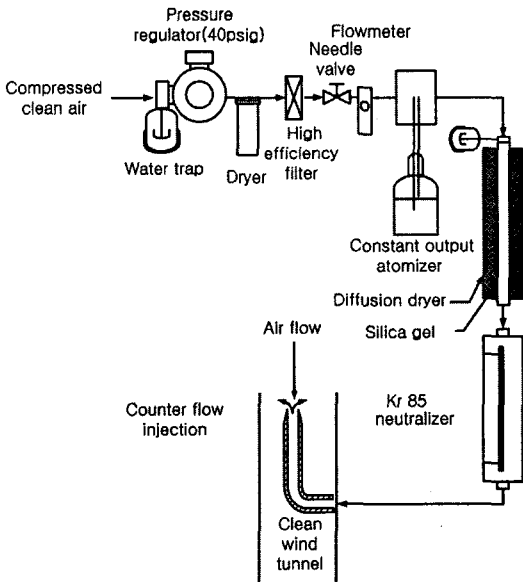 Pressure
regulator(40psig)
Flowmeter
Needle
valve
Compressed
clean air
Water trap
Dryer
High
efficiency
filter
Constant output
atomizer
Diffusion dryer
Silica gel
Air flow
Counter flow
injection
Kr 85
neutralizer
Clean
wind
tunnel